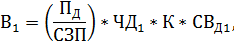 В₁ = (П_Д / СЗП) * ЧД₁ * К * СВ_Д1,